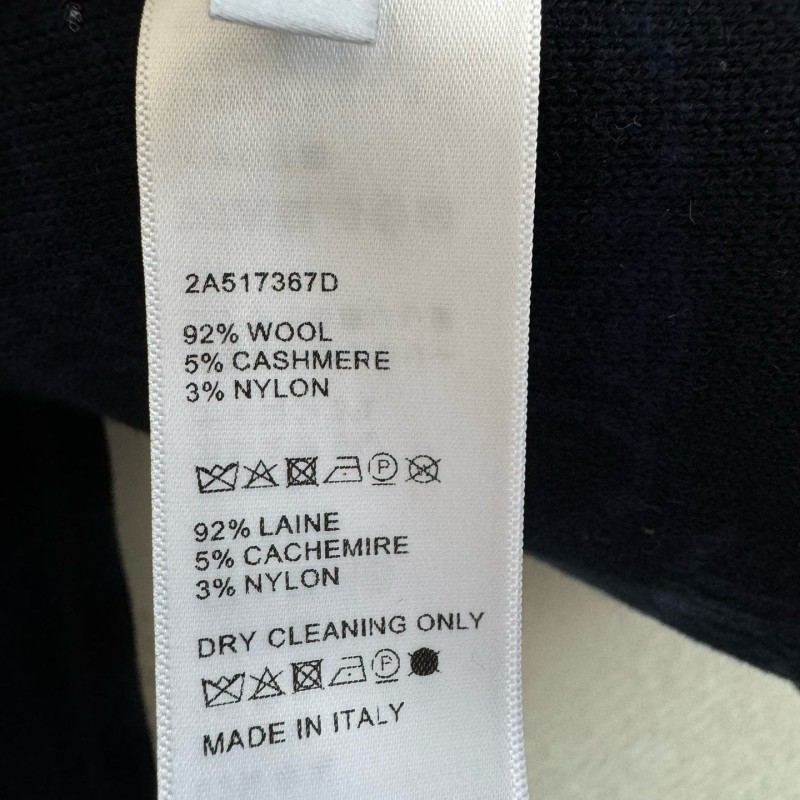 2A517367D
92% WOOL
5% CASHMERE
3% NYLON
P
92% LAINE
5% CACHEMIRE
3% NYLON
DRY CLEANING ONLY
P
MADE IN ITALY